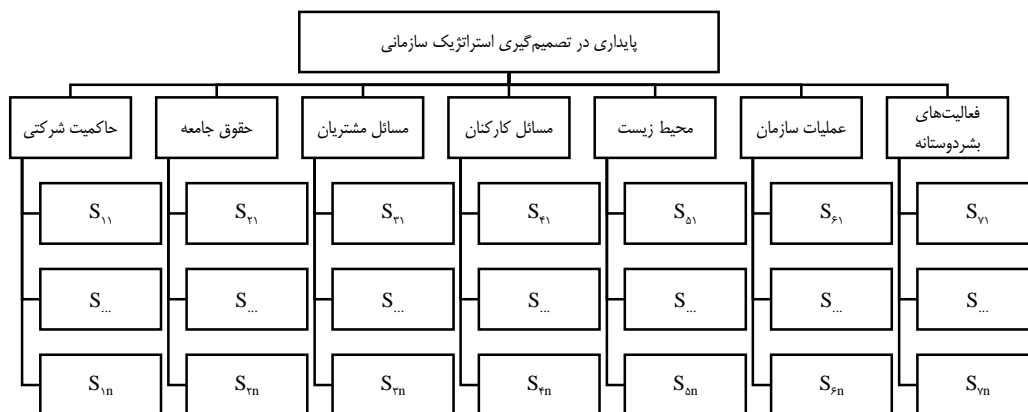 پایداری در تصمیم‌گیری استراتژیک سازمانی
حاکمیت شرکتی
حقوق جامعه
مسائل مشتریان
مسائل کارکنان
محیط زیست
عملیات سازمان
فعالیت‌های
بشردوستانه
S۱۱
S۲۱
S۳۱
S۴۱
S۵۱
S۶۱
S۷۱
S...
S...
S...
S...
S...
S...
S...
S۱n
S۲n
S۳n
S۴n
S۵n
S۶n
S۷n